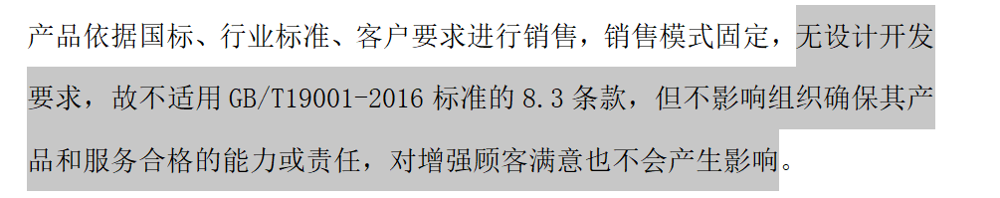 产品依据国标、行业标准、客户要求进行销售，销售模式固定，无设计开发
要求，故不适用 GB/T19001-2016 标准的 8.3 条款，但不影响组织确保其产
品和服务合格的能力或责任，对增强顾客满意也不会产生影响。